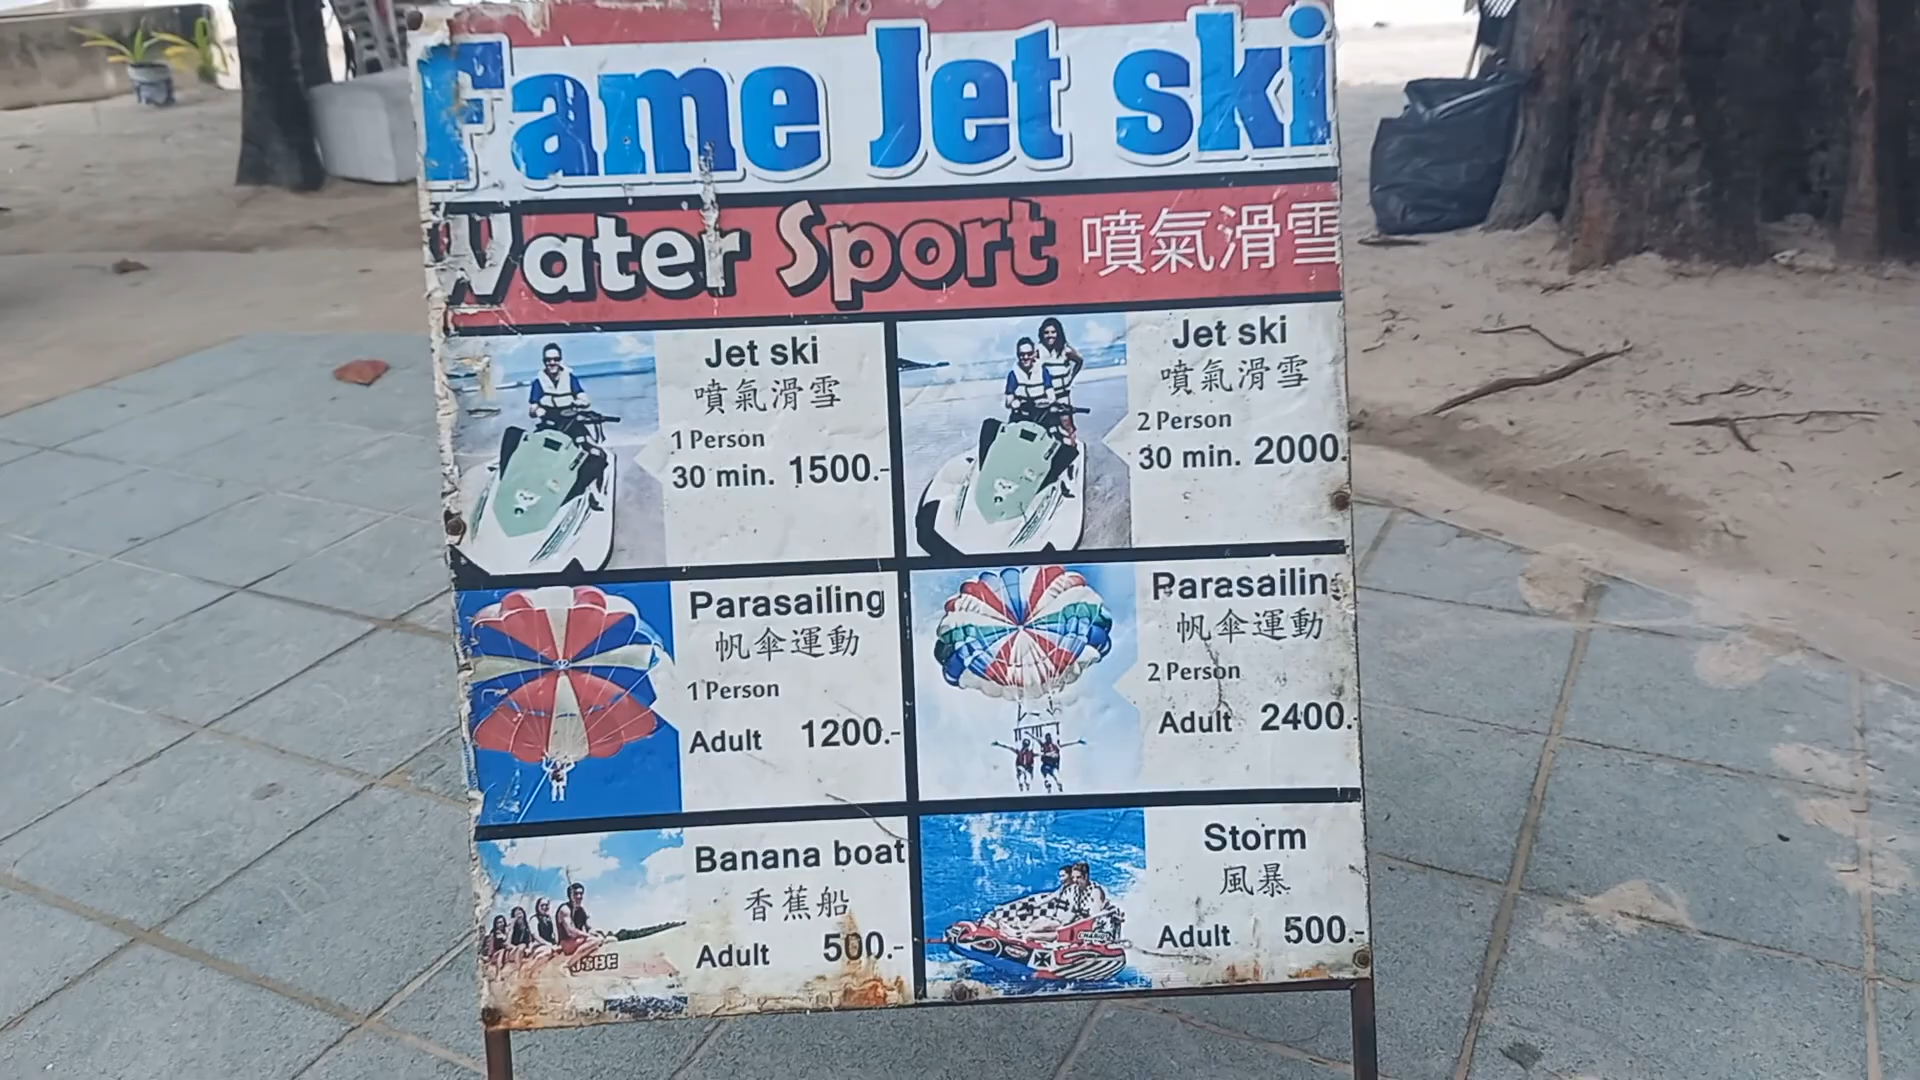 Fame Jet ski
Water Sport 噴氣滑雪
Jet ski
噴氣滑雪
1 Person
30 min. 1500.-
Jet ski
噴氣滑雪
2 Person
30 min. 2000.
Parasailing
帆傘運動
1 Person
Adult 1200.-
Parasailing
帆傘運動
2 Person
Adult 2400.-
Banana boat
香蕉船
Adult 500.-
Storm
風暴
Adult 500.-